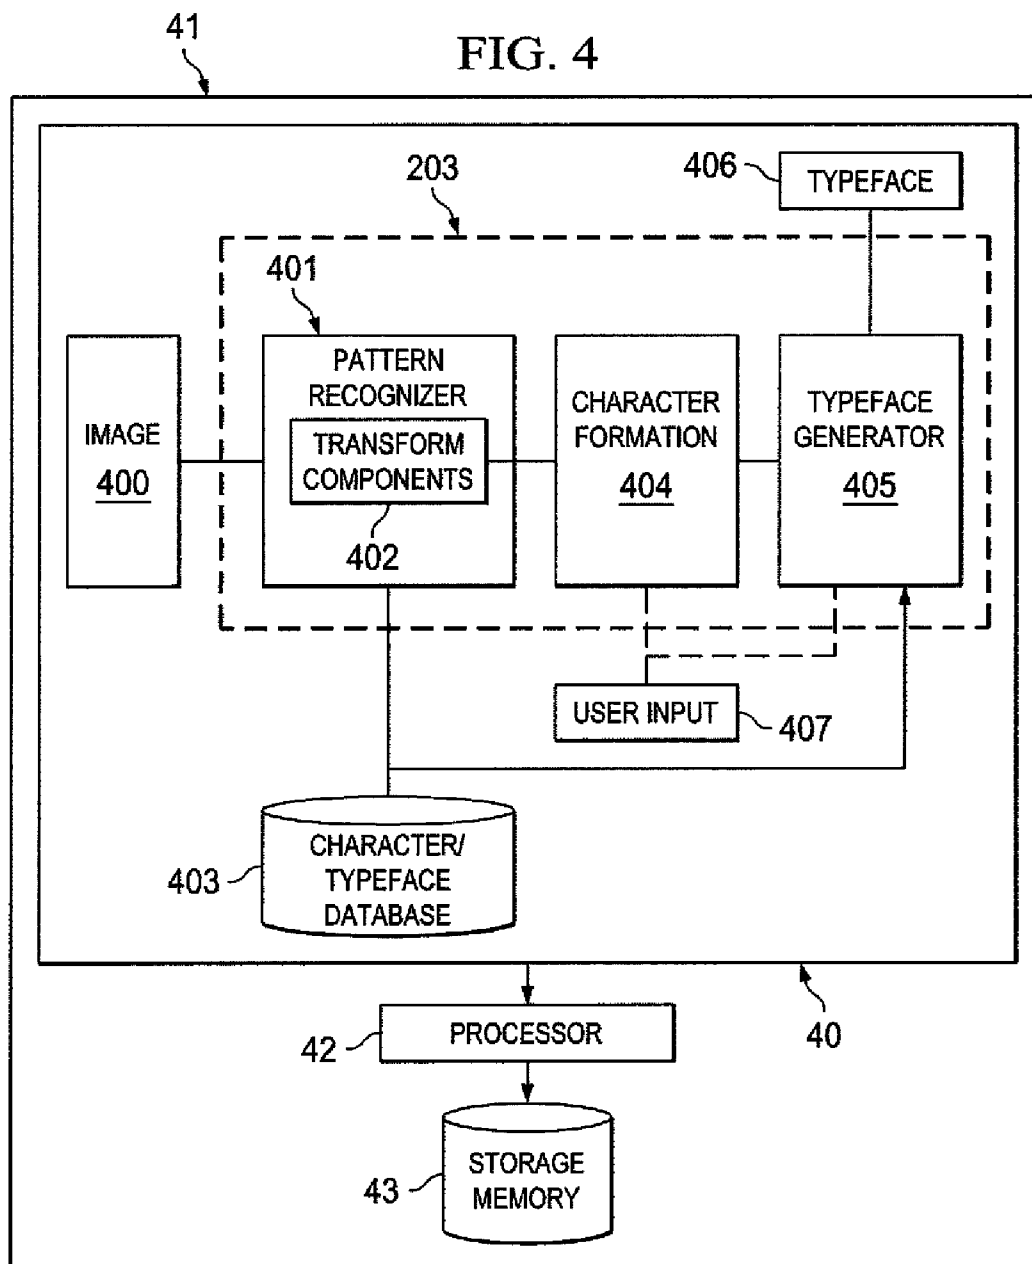 41
FIG. 4
203
406
TYPEFACE
401
IMAGE
400
PATTERN
RECOGNIZER
TRANSFORM
COMPONENTS
402
CHARACTER
FORMATION
404
TYPEFACE
GENERATOR
405
USER INPUT
407
403
CHARACTER/
TYPEFACE
DATABASE
42
PROCESSOR
40
43
STORAGE
MEMORY